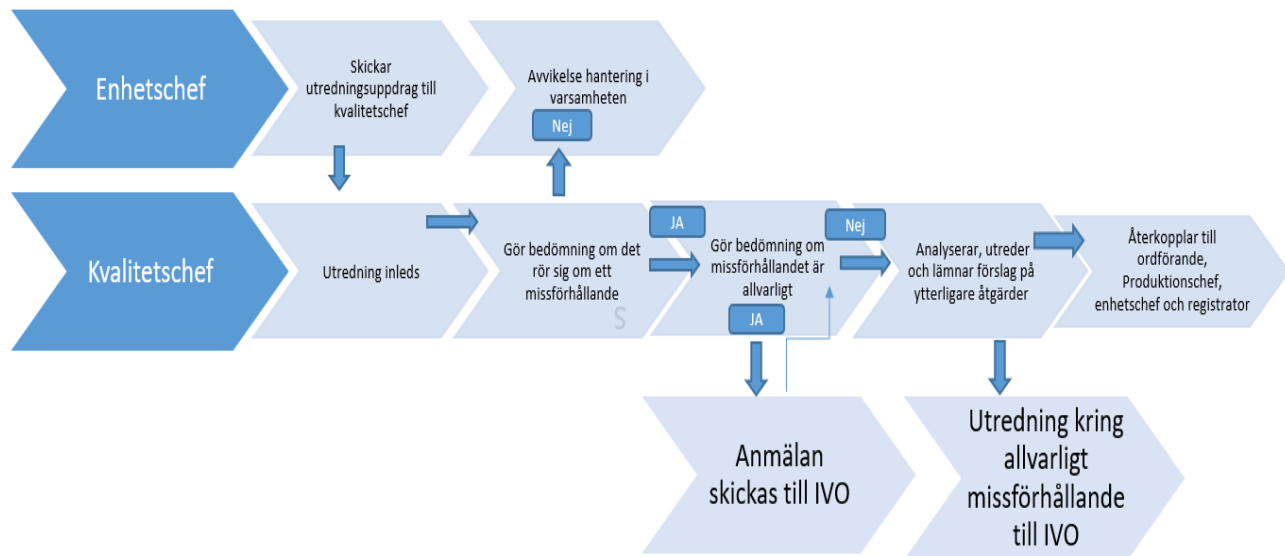 Enhetschef
Skickar
utredningsuppdrag till
kvalitetschef
Avvikelse hantering i
varsamheten
Nej
Kvalitetschef
Utredning inleds
Gör bedömning om det
rör sig om ett
missförhållande
S
JA
Gör bedömning om
missförhållandet är
allvarligt
JA
Nej
Analyserar, utreder
och lämnar förslag på
ytterligare åtgärder
Återkopplar till
ordförande,
Produktionschef,
enhetschef och registrator
Anmälan
skickas till IVO
Utredning kring
allvarligt
missförhållande
till IVO